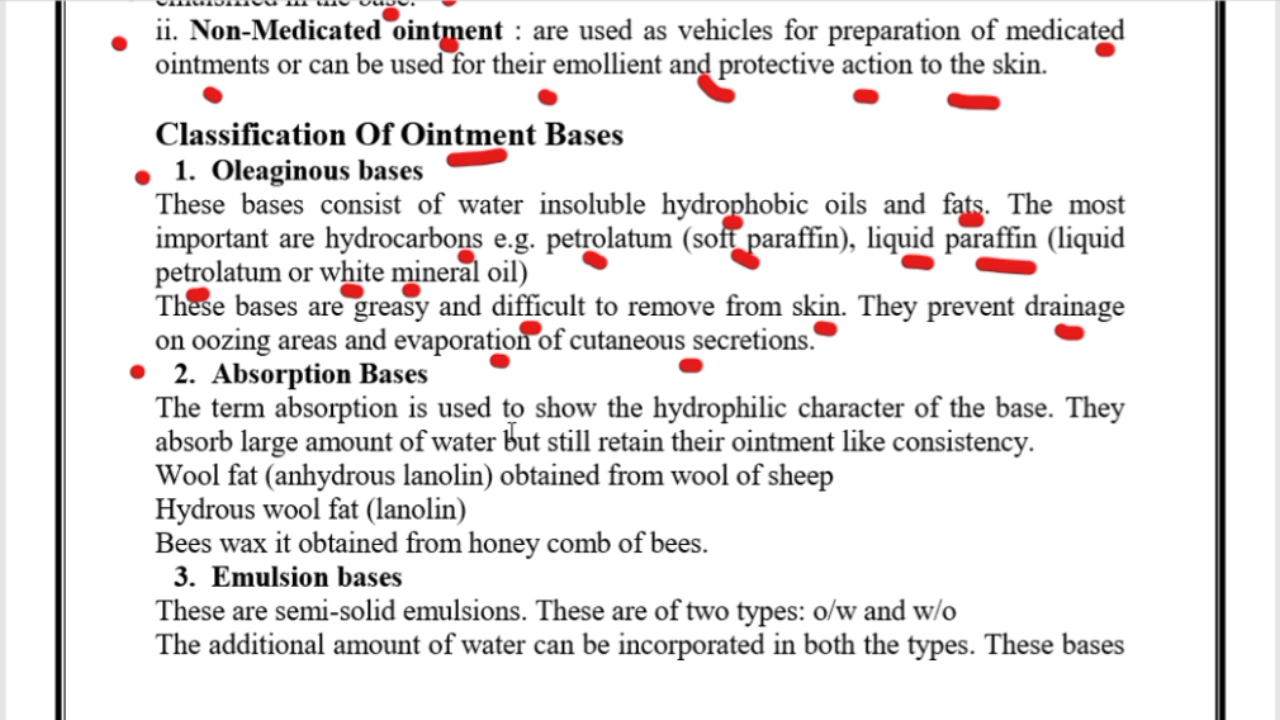 emulsified in the base.
ii. Non-Medicated ointment : are used as vehicles for preparation of medicated
ointments or can be used for their emollient and protective action to the skin.
Classification Of Ointment Bases
1. Oleaginous bases
These bases consist of water insoluble hydrophobic oils and fats. The most
important are hydrocarbons e.g. petrolatum (soft paraffin), liquid paraffin (liquid
petrolatum or white mineral oil)
These bases are greasy and difficult to remove from skin. They prevent drainage
on oozing areas and evaporation of cutaneous secretions.
2. Absorption Bases
The term absorption is used to show the hydrophilic character of the base. They
absorb large amount of water but still retain their ointment like consistency.
Wool fat (anhydrous lanolin) obtained from wool of sheep
Hydrous wool fat (lanolin)
Bees wax it obtained from honey comb of bees.
3. Emulsion bases
These are semi-solid emulsions. These are of two types: o/w and w/o
The additional amount of water can be incorporated in both the types. These bases